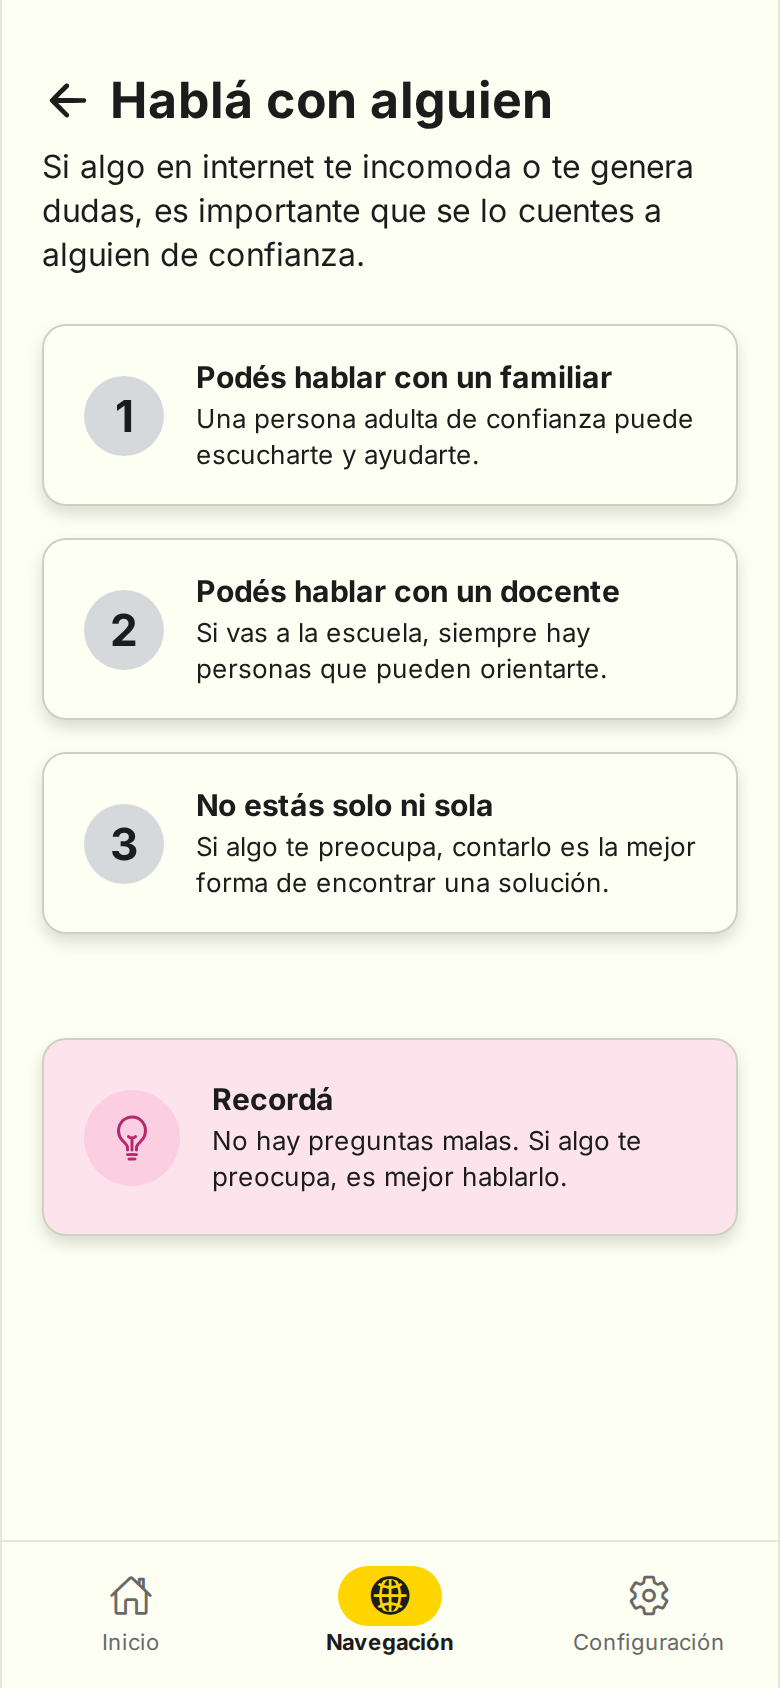 Hablá con alguien
Si algo en internet te incomoda o te genera
dudas, es importante que se lo cuentes a
alguien de confianza.
1
Podés hablar con un familiar
Una persona adulta de confianza puede
escucharte y ayudarte.
2
Podés hablar con un docente
Si vas a la escuela, siempre hay
personas que pueden orientarte.
3
No estás solo ni sola
Si algo te preocupa, contarlo es la mejor
forma de encontrar una solución.
Recordá
No hay preguntas malas. Si algo te
preocupa, es mejor hablarlo.
Inicio
Navegación
Configuración